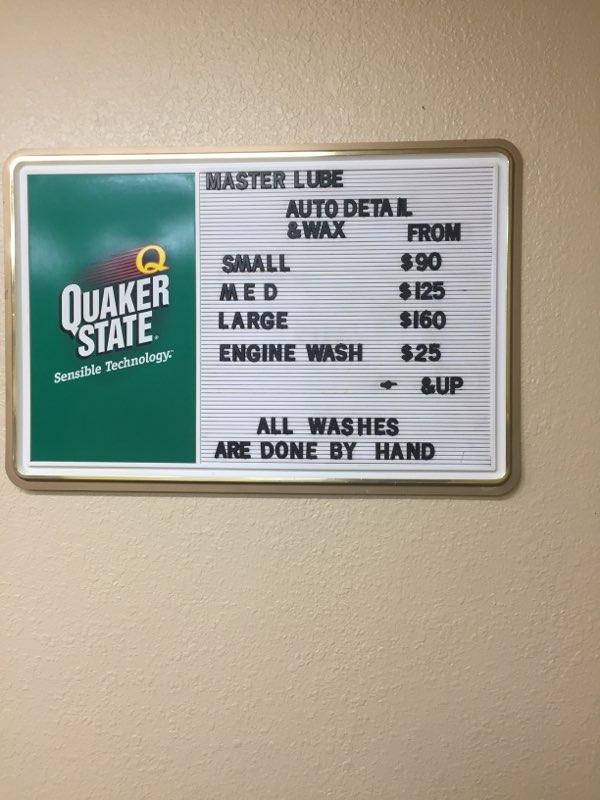 Q
QUAKER
STATE.
Sensible Technology.™
MASTER LUBE
AUTO DETAIL
&WAX FROM
SMALL $90
MED $125
LARGE $160
ENGINE WASH $25
&UP
ALL WASHES
ARE DONE BY HAND